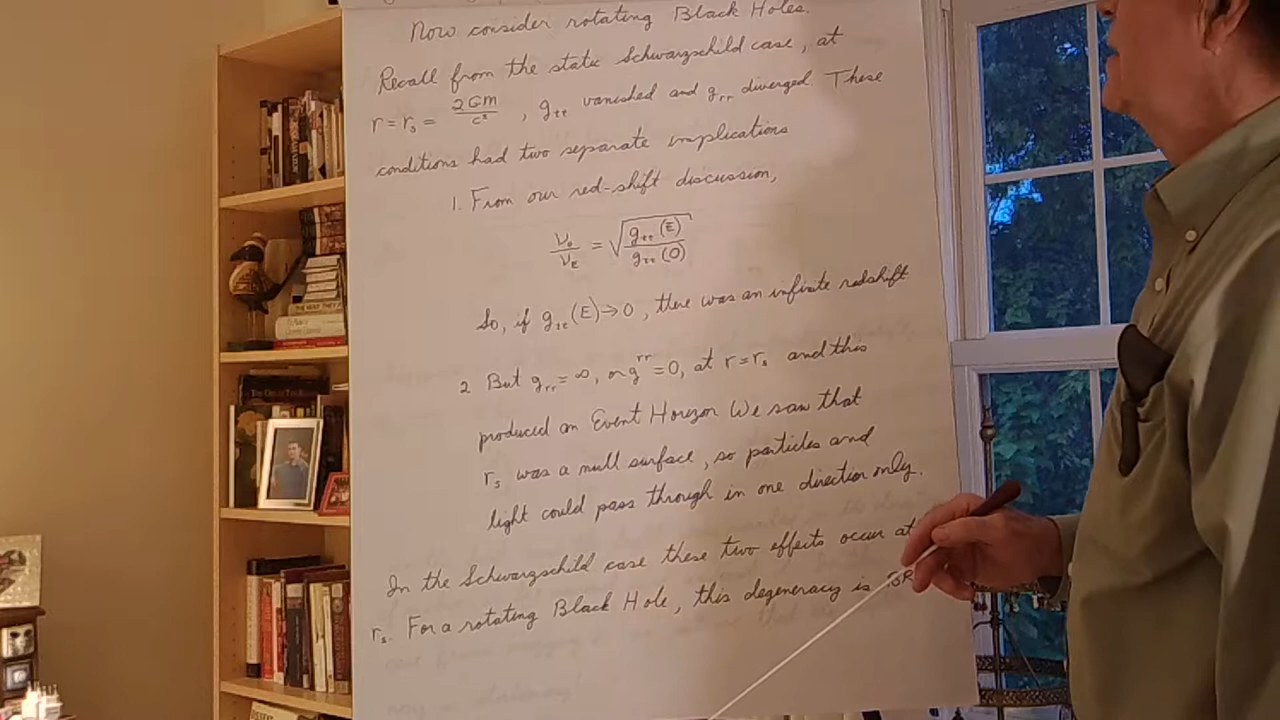 Now consider rotating Black Holes.
Recall from the static Schwarzschild case, at
r = r_s = 2Gm/c², g_tt vanished and g_rr diverged. These
conditions had two separate implications
1. From our red-shift discussion,
ν_o/ν_E = √(g_tt(E)/g_tt(O))
So, if g_tt(E) → 0, there was an infinite redshift
2. But g_rr = ∞, or g^rr = 0, at r = r_s and this
produced an Event Horizon We saw that
r_s was a null surface, so particles and
light could pass through in one direction only.
In the Schwarzschild case these two effects occur at
r_s. For a rotating Black Hole, this degeneracy is